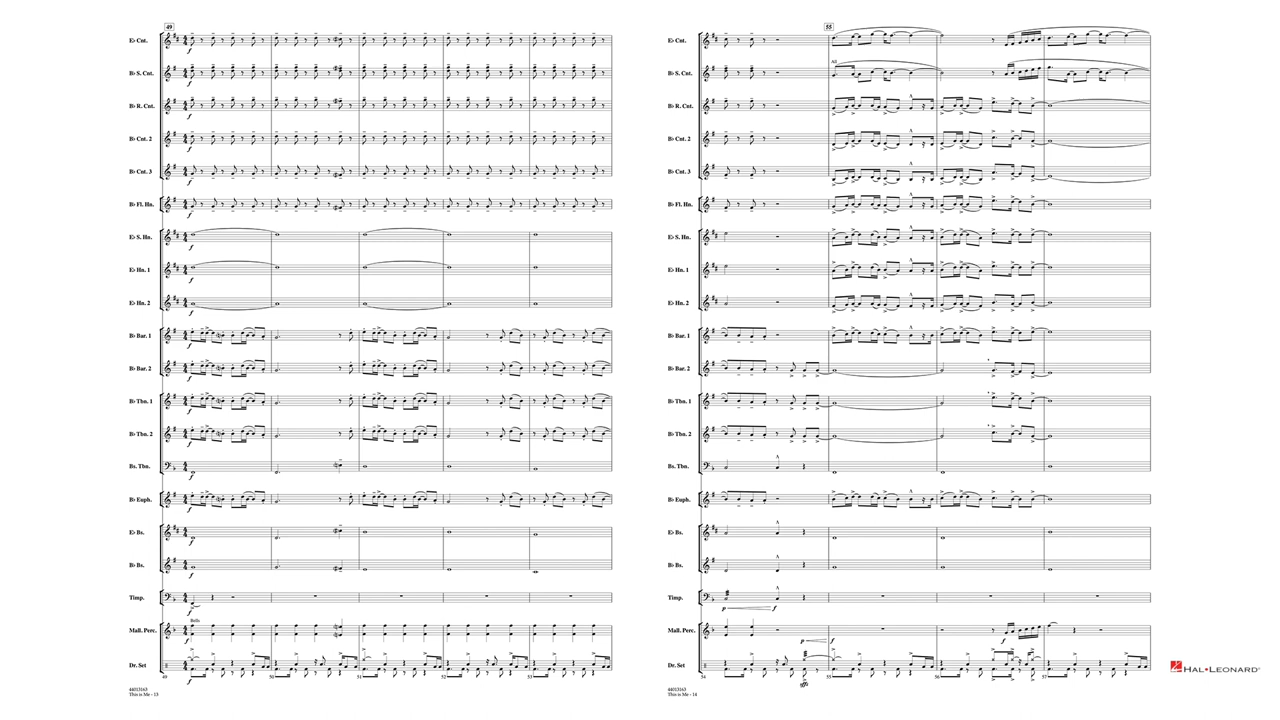 49
E♭ Cnt.
f
B♭ S. Cnt.
f
B♭ R. Cnt.
f
B♭ Cnt. 2
f
B♭ Cnt. 3
f
B♭ Fl. Hn.
f
E♭ S. Hn.
f
E♭ Hn. 1
f
E♭ Hn. 2
f
B♭ Bar. 1
f
B♭ Bar. 2
f
B♭ Tbn. 1
f
B♭ Tbn. 2
f
Bs. Tbn.
f
B♭ Euph.
f
E♭ Bs.
f
B♭ Bs.
f
Timp.
f
Bells
Mall. Perc.
f
Dr. Set
f
49 50 51 52 53
44013163
This is Me - 13
55
E♭ Cnt.
All
B♭ S. Cnt.
B♭ R. Cnt.
B♭ Cnt. 2
B♭ Cnt. 3
B♭ Fl. Hn.
E♭ S. Hn.
E♭ Hn. 1
E♭ Hn. 2
B♭ Bar. 1
B♭ Bar. 2
B♭ Tbn. 1
B♭ Tbn. 2
Bs. Tbn.
B♭ Euph.
E♭ Bs.
B♭ Bs.
Timp.
p f
Mall. Perc.
p f f
Dr. Set
54 55 56 57
sffz
44013163
This is Me - 14
HAL•LEONARD®